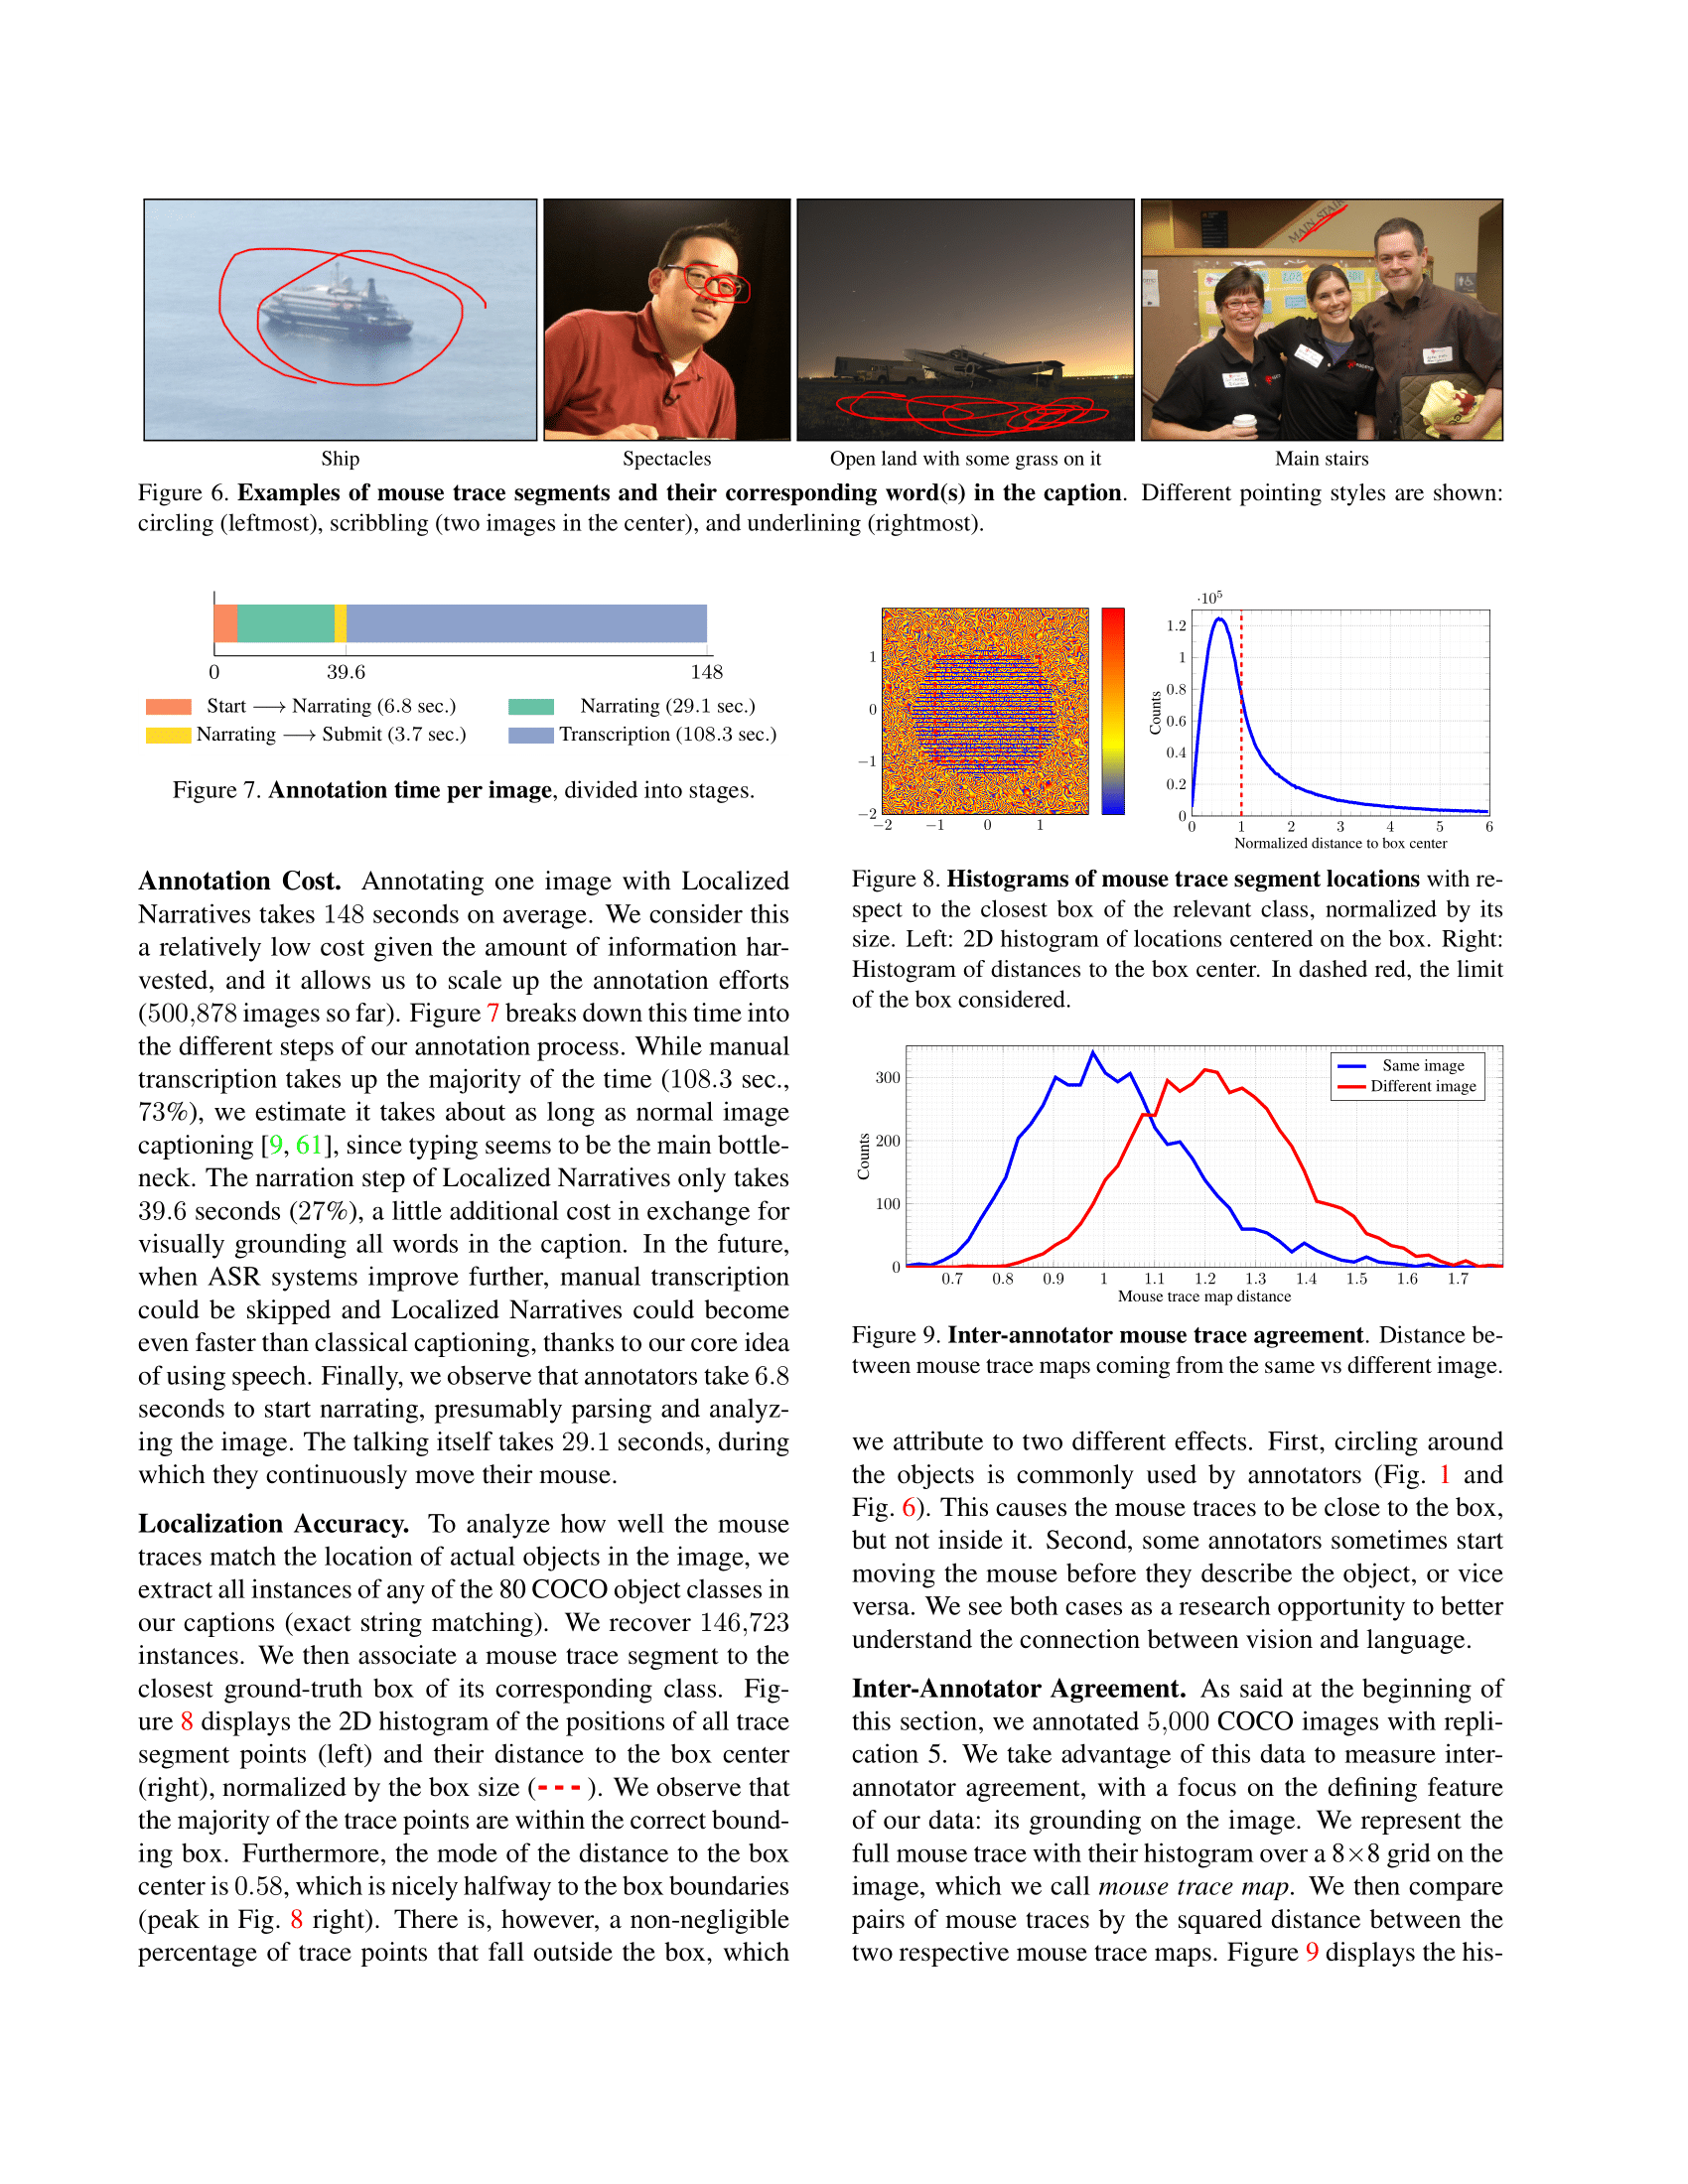 MAIN STAIRS
Ship
Spectacles
Open land with some grass on it
Main stairs
Figure 6. Examples of mouse trace segments and their corresponding word(s) in the caption. Different pointing styles are shown:
circling (leftmost), scribbling (two images in the center), and underlining (rightmost).
0
39.6
148
Start ⟶ Narrating (6.8 sec.)
Narrating (29.1 sec.)
Narrating ⟶ Submit (3.7 sec.)
Transcription (108.3 sec.)
Figure 7. Annotation time per image, divided into stages.
Annotation Cost. Annotating one image with Localized
Narratives takes 148 seconds on average. We consider this
a relatively low cost given the amount of information har-
vested, and it allows us to scale up the annotation efforts
(500,878 images so far). Figure 7 breaks down this time into
the different steps of our annotation process. While manual
transcription takes up the majority of the time (108.3 sec.,
73%), we estimate it takes about as long as normal image
captioning [9, 61], since typing seems to be the main bottle-
neck. The narration step of Localized Narratives only takes
39.6 seconds (27%), a little additional cost in exchange for
visually grounding all words in the caption. In the future,
when ASR systems improve further, manual transcription
could be skipped and Localized Narratives could become
even faster than classical captioning, thanks to our core idea
of using speech. Finally, we observe that annotators take 6.8
seconds to start narrating, presumably parsing and analyz-
ing the image. The talking itself takes 29.1 seconds, during
which they continuously move their mouse.
Localization Accuracy. To analyze how well the mouse
traces match the location of actual objects in the image, we
extract all instances of any of the 80 COCO object classes in
our captions (exact string matching). We recover 146,723
instances. We then associate a mouse trace segment to the
closest ground-truth box of its corresponding class. Fig-
ure 8 displays the 2D histogram of the positions of all trace
segment points (left) and their distance to the box center
(right), normalized by the box size (- - -). We observe that
the majority of the trace points are within the correct bound-
ing box. Furthermore, the mode of the distance to the box
center is 0.58, which is nicely halfway to the box boundaries
(peak in Fig. 8 right). There is, however, a non-negligible
percentage of trace points that fall outside the box, which
1
0
−1
−2
−2 −1 0 1
·10⁵
1.2
1
0.8
0.6
0.4
0.2
0
0 1 2 3 4 5 6
Counts
Normalized distance to box center
Figure 8. Histograms of mouse trace segment locations with re-
spect to the closest box of the relevant class, normalized by its
size. Left: 2D histogram of locations centered on the box. Right:
Histogram of distances to the box center. In dashed red, the limit
of the box considered.
Same image
Different image
300
200
100
0
Counts
0.7 0.8 0.9 1 1.1 1.2 1.3 1.4 1.5 1.6 1.7
Mouse trace map distance
Figure 9. Inter-annotator mouse trace agreement. Distance be-
tween mouse trace maps coming from the same vs different image.
we attribute to two different effects. First, circling around
the objects is commonly used by annotators (Fig. 1 and
Fig. 6). This causes the mouse traces to be close to the box,
but not inside it. Second, some annotators sometimes start
moving the mouse before they describe the object, or vice
versa. We see both cases as a research opportunity to better
understand the connection between vision and language.
Inter-Annotator Agreement. As said at the beginning of
this section, we annotated 5,000 COCO images with repli-
cation 5. We take advantage of this data to measure inter-
annotator agreement, with a focus on the defining feature
of our data: its grounding on the image. We represent the
full mouse trace with their histogram over a 8×8 grid on the
image, which we call mouse trace map. We then compare
pairs of mouse traces by the squared distance between the
two respective mouse trace maps. Figure 9 displays the his-